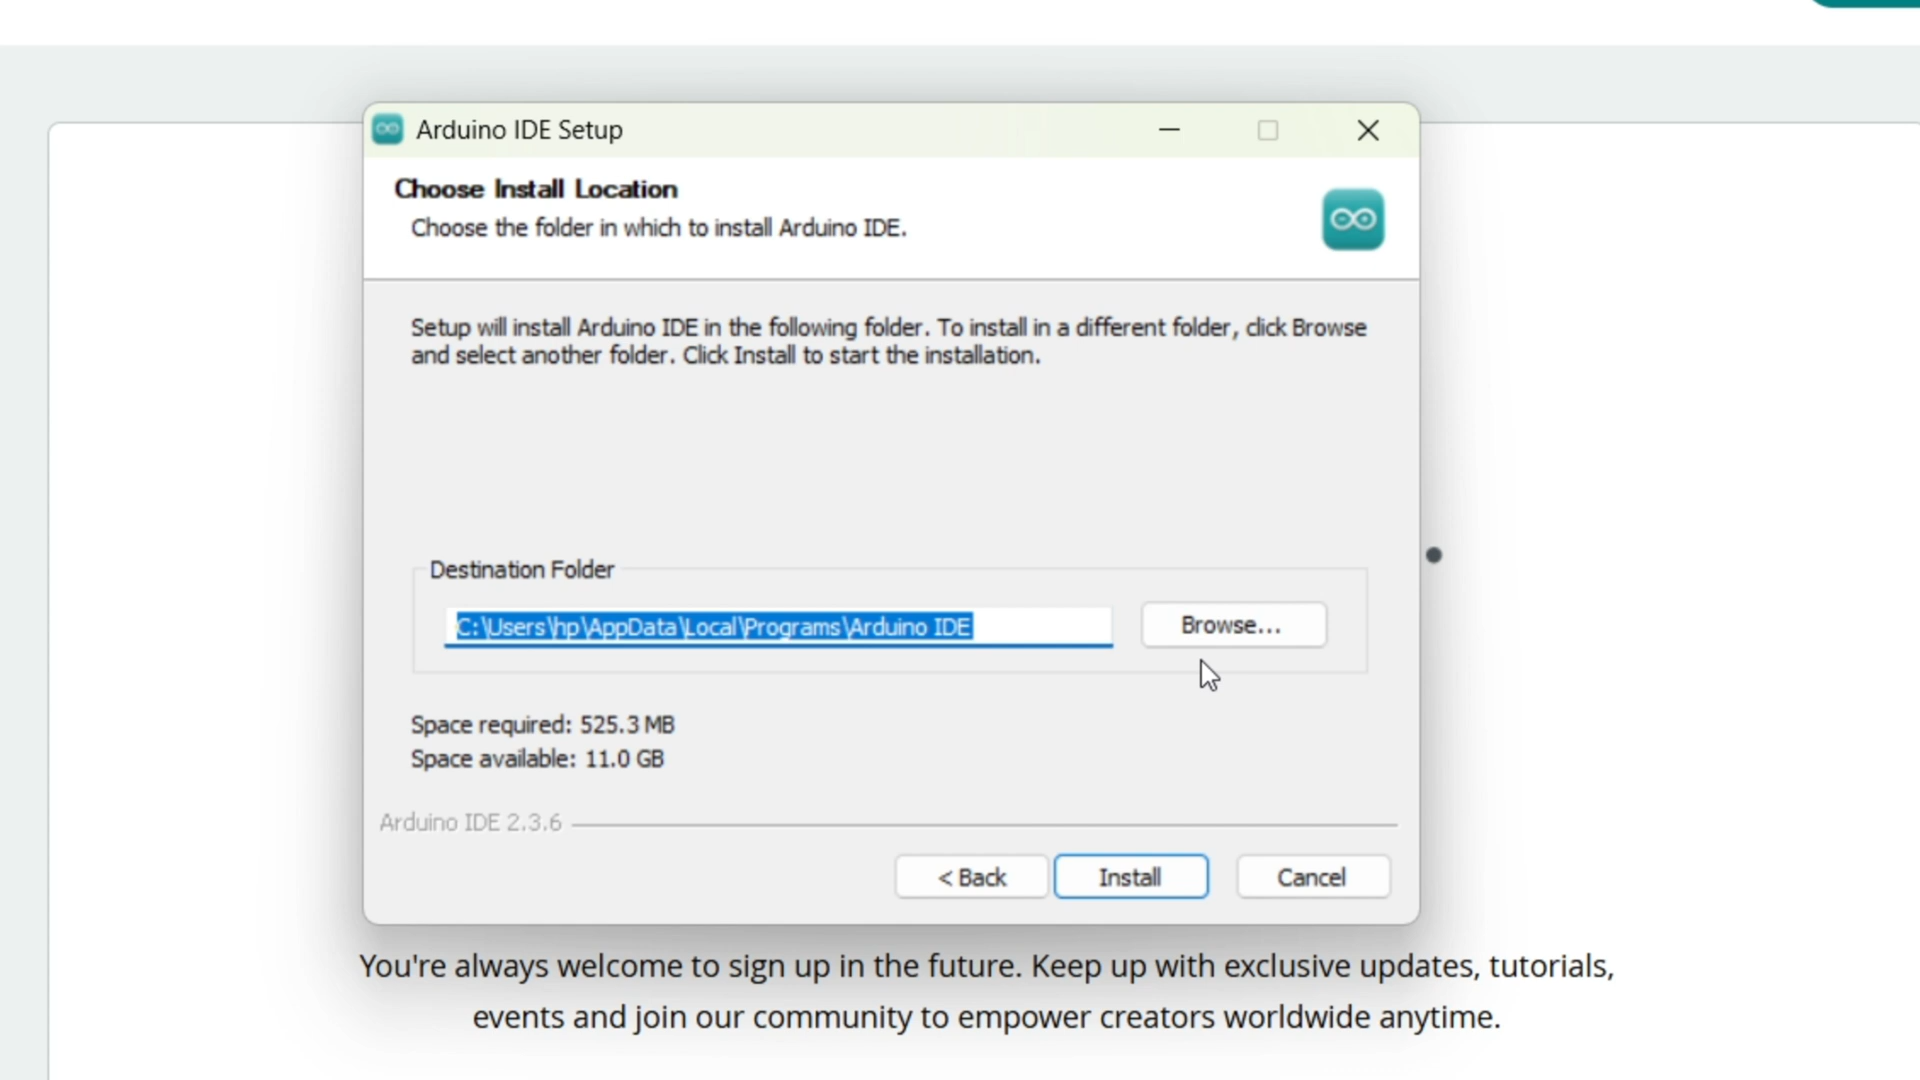 Arduino IDE Setup
Choose Install Location
Choose the folder in which to install Arduino IDE.
Setup will install Arduino IDE in the following folder. To install in a different folder, click Browse
and select another folder. Click Install to start the installation.
Destination Folder
C:\Users\hp\AppData\Local\Programs\Arduino IDE
Browse...
Space required: 525.3 MB
Space available: 11.0 GB
Arduino IDE 2.3.6
< Back
Install
Cancel
You're always welcome to sign up in the future. Keep up with exclusive updates, tutorials,
events and join our community to empower creators worldwide anytime.